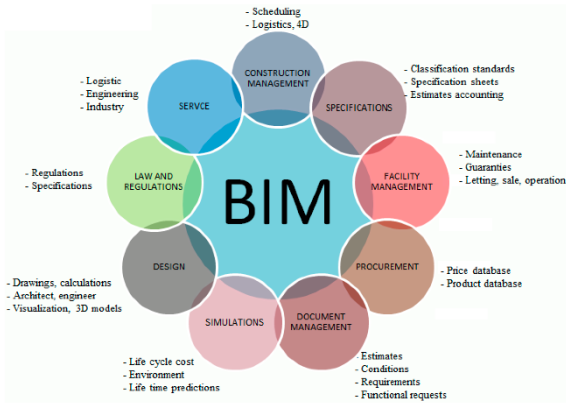 - Scheduling
- Logistics, 4D
CONSTRUCTION
MANAGEMENT
- Classification standards
- Specification sheets
- Estimates accounting
SPECIFICATIONS
- Maintenance
- Guaranties
- Letting, sale, operation
FACILITY
MANAGEMENT
- Price database
- Product database
PROCUREMENT
- Estimates
- Conditions
- Requirements
- Functional requests
DOCUMENT
MANAGEMENT
- Life cycle cost
- Environment
- Life time predictions
SIMULATIONS
- Drawings, calculations
- Architect, engineer
- Visualization, 3D models
DESIGN
- Regulations
- Specifications
LAW AND
REGULATIONS
- Logistic
- Engineering
- Industry
SERVCE
BIM